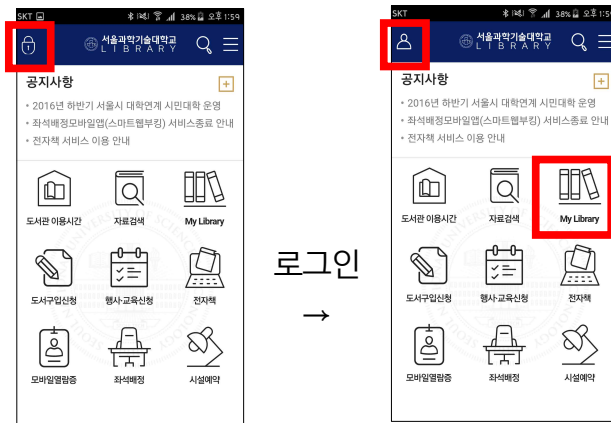 SKT 38% 오후 1:59
서울과학기술대학교
LIBRARY
공지사항
• 2016년 하반기 서울시 대학연계 시민대학 운영
• 좌석배정모바일앱(스마트웹부킹) 서비스종료 안내
• 전자책 서비스 이용 안내
도서관 이용시간 자료검색 My Library
도서구입신청 행사·교육신청 전자책
모바일열람증 좌석배정 시설예약
로그인
→
SKT 38% 오후 1:59
서울과학기술대학교
LIBRARY
공지사항
• 2016년 하반기 서울시 대학연계 시민대학 운영
• 좌석배정모바일앱(스마트웹부킹) 서비스종료 안내
• 전자책 서비스 이용 안내
도서관 이용시간 자료검색 My Library
도서구입신청 행사·교육신청 전자책
모바일열람증 좌석배정 시설예약